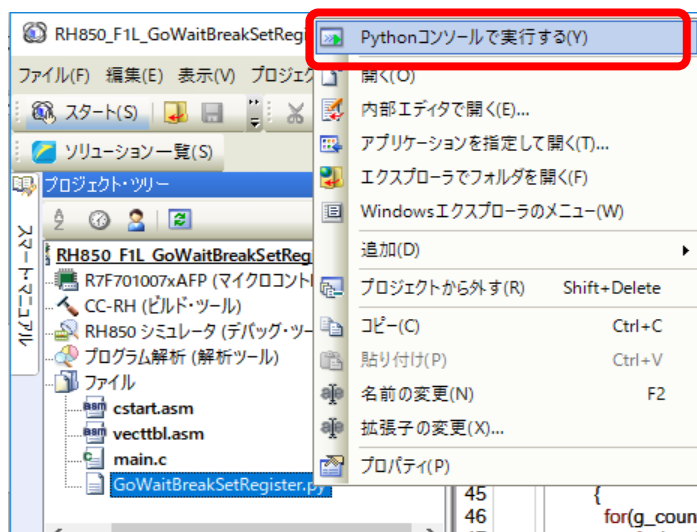 RH850_F1L_GoWaitBreakSetRegi
ファイル(F) 編集(E) 表示(V) プロジェク
スタート(S)
ソリューション一覧(S)
スマート・マニュアル
プロジェクト・ツリー
RH850_F1L_GoWaitBreakSetReg
R7F701007xAFP (マイクロコント
CC-RH (ビルド・ツール)
RH850 シミュレータ (デバッグ・ツー
プログラム解析 (解析ツール)
ファイル
cstart.asm
vecttbl.asm
main.c
GoWaitBreakSetRegister.py
Pythonコンソールで実行する(Y)
開く(O)
内部エディタで開く(E)...
アプリケーションを指定して開く(T)...
エクスプローラでフォルダを開く(F)
Windowsエクスプローラのメニュー(W)
追加(D)
プロジェクトから外す(R) Shift+Delete
コピー(C) Ctrl+C
貼り付け(P) Ctrl+V
名前の変更(N) F2
拡張子の変更(X)...
プロパティ(P)
45 {
46 for(g_coun